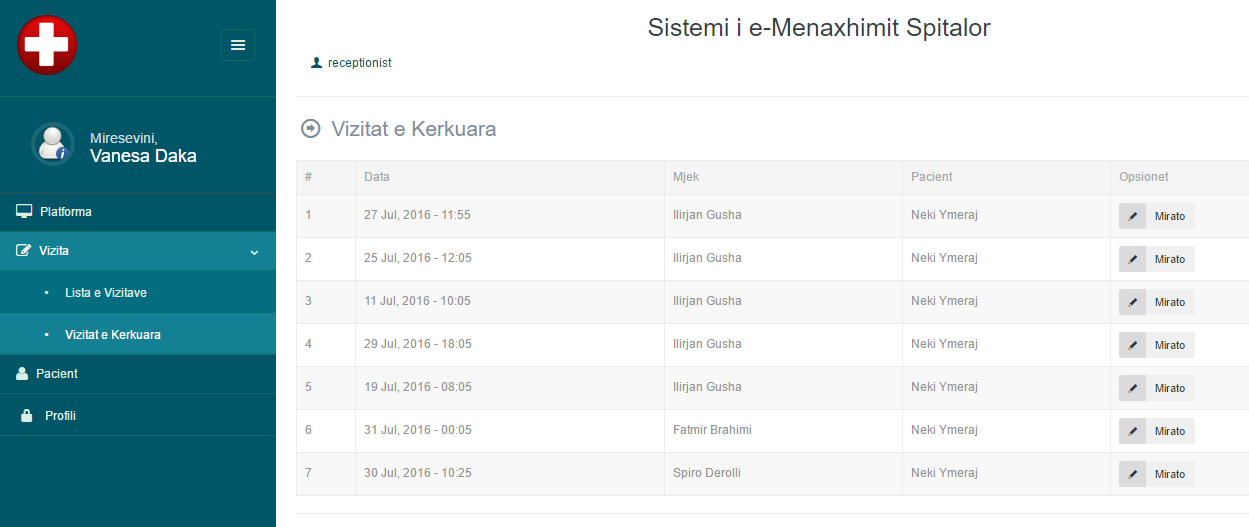 Sistemi i e-Menaxhimit Spitalor
receptionist
Miresevini,
Vanesa Daka
Platforma
Vizita
Lista e Vizitave
Vizitat e Kerkuara
Pacient
Profili
Vizitat e Kerkuara
# Data Mjek Pacient Opsionet
1 27 Jul, 2016 - 11:55 Ilirjan Gusha Neki Ymeraj Mirato
2 25 Jul, 2016 - 12:05 Ilirjan Gusha Neki Ymeraj Mirato
3 11 Jul, 2016 - 10:05 Ilirjan Gusha Neki Ymeraj Mirato
4 29 Jul, 2016 - 18:05 Ilirjan Gusha Neki Ymeraj Mirato
5 19 Jul, 2016 - 08:05 Ilirjan Gusha Neki Ymeraj Mirato
6 31 Jul, 2016 - 00:05 Fatmir Brahimi Neki Ymeraj Mirato
7 30 Jul, 2016 - 10:25 Spiro Derolli Neki Ymeraj Mirato